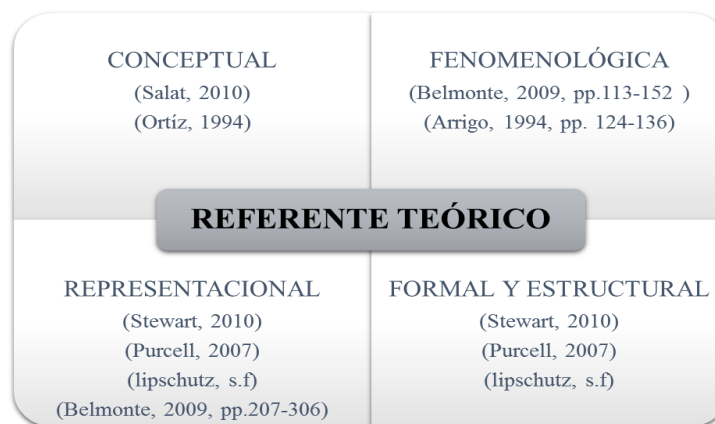 CONCEPTUAL
(Salat, 2010)
(Ortíz, 1994)
FENOMENOLÓGICA
(Belmonte, 2009, pp.113-152 )
(Arrigo, 1994, pp. 124-136)
REFERENTE TEÓRICO
REPRESENTACIONAL
(Stewart, 2010)
(Purcell, 2007)
(lipschutz, s.f)
(Belmonte, 2009, pp.207-306)
FORMAL Y ESTRUCTURAL
(Stewart, 2010)
(Purcell, 2007)
(lipschutz, s.f)